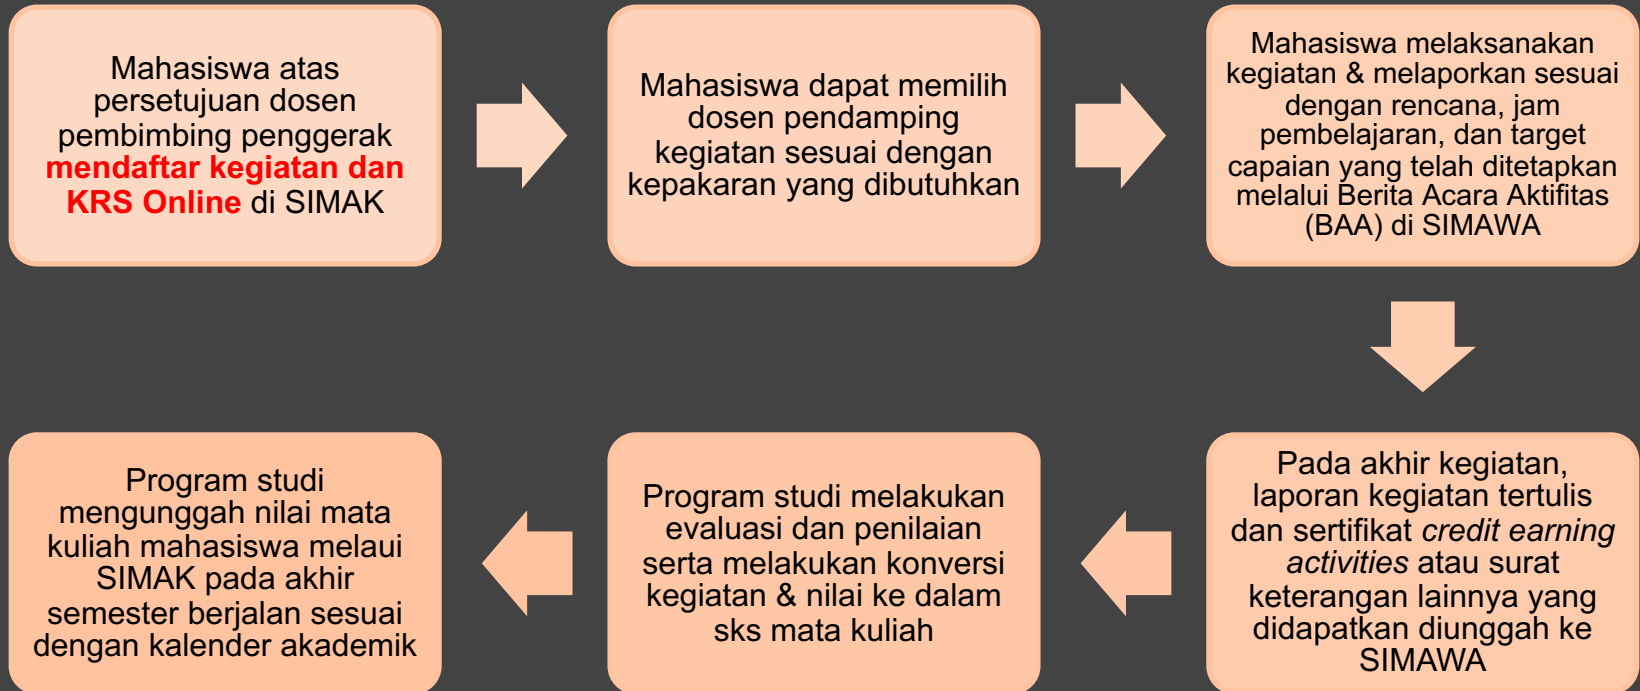 Mahasiswa atas
persetujuan dosen
pembimbing penggerak
mendaftar kegiatan dan
KRS Online di SIMAK
Mahasiswa dapat memilih
dosen pendamping
kegiatan sesuai dengan
kepakaran yang dibutuhkan
Mahasiswa melaksanakan
kegiatan & melaporkan sesuai
dengan rencana, jam
pembelajaran, dan target
capaian yang telah ditetapkan
melalui Berita Acara Aktifitas
(BAA) di SIMAWA
Pada akhir kegiatan,
laporan kegiatan tertulis
dan sertifikat credit earning
activities atau surat
keterangan lainnya yang
didapatkan diunggah ke
SIMAWA
Program studi melakukan
evaluasi dan penilaian
serta melakukan konversi
kegiatan & nilai ke dalam
sks mata kuliah
Program studi
mengunggah nilai mata
kuliah mahasiswa melaui
SIMAK pada akhir
semester berjalan sesuai
dengan kalender akademik